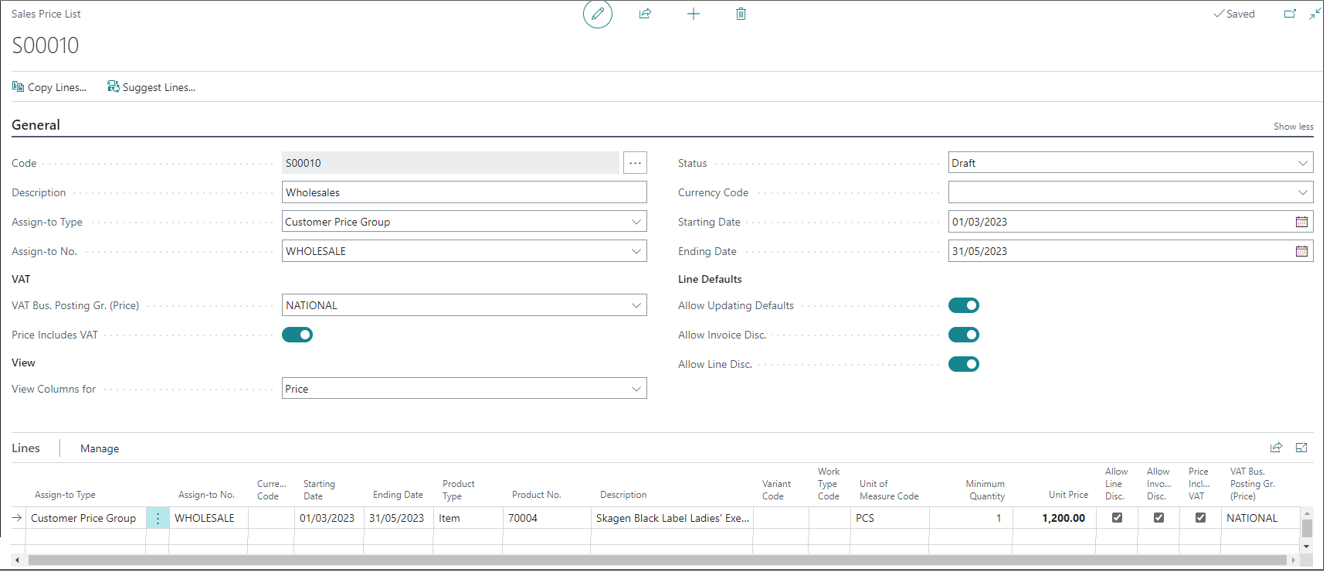 Sales Price List
Saved
S00010
Copy Lines...
Suggest Lines...
General
Show less
Code
S00010
...
Status
Draft
Description
Wholesales
Currency Code
Assign-to Type
Customer Price Group
Starting Date
01/03/2023
Assign-to No.
WHOLESALE
Ending Date
31/05/2023
VAT
Line Defaults
VAT Bus. Posting Gr. (Price)
NATIONAL
Allow Updating Defaults
Price Includes VAT
Allow Invoice Disc.
View
Allow Line Disc.
View Columns for
Price
Lines
Manage
Assign-to Type
Assign-to No.
Curre...
Code
Starting
Date
Ending Date
Product
Type
Product No.
Description
Variant
Code
Work
Type
Code
Unit of
Measure Code
Minimum
Quantity
Unit Price
Allow
Line
Disc.
Allow
Invo...
Disc.
Price
Incl...
VAT
VAT Bus.
Posting Gr.
(Price)
Customer Price Group
WHOLESALE
01/03/2023
31/05/2023
Item
70004
Skagen Black Label Ladies' Exe...
PCS
1
1,200.00
NATIONAL